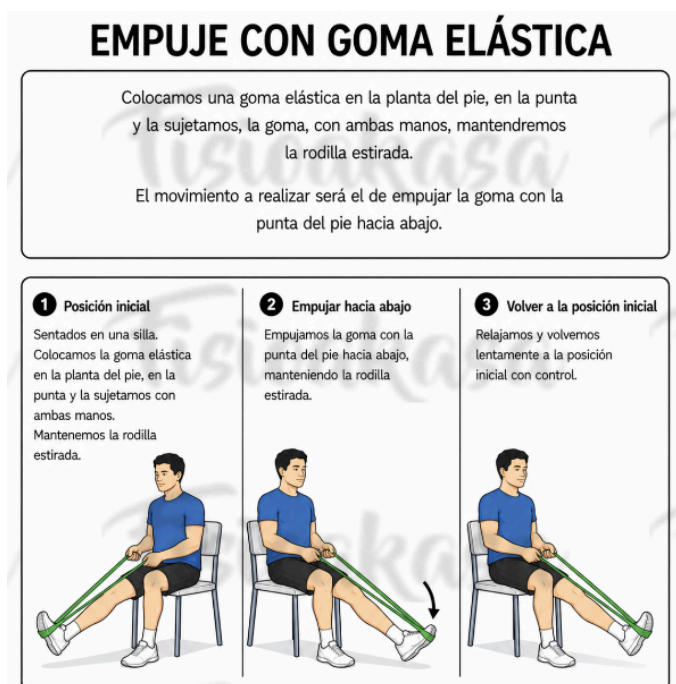 EMPUJE CON GOMA ELÁSTICA
Colocamos una goma elástica en la planta del pie, en la punta
y la sujetamos, la goma, con ambas manos, mantendremos
la rodilla estirada.
El movimiento a realizar será el de empujar la goma con la
punta del pie hacia abajo.
1 Posición inicial
Sentados en una silla.
Colocamos la goma elástica
en la planta del pie, en la
punta y la sujetamos con
ambas manos.
Mantenemos la rodilla
estirada.
2 Empujar hacia abajo
Empujamos la goma con la
punta del pie hacia abajo,
manteniendo la rodilla
estirada.
3 Volver a la posición inicial
Relajamos y volvemos
lentamente a la posición
inicial con control.
Fisioakasa
Fisioakasa
Fisioakasa